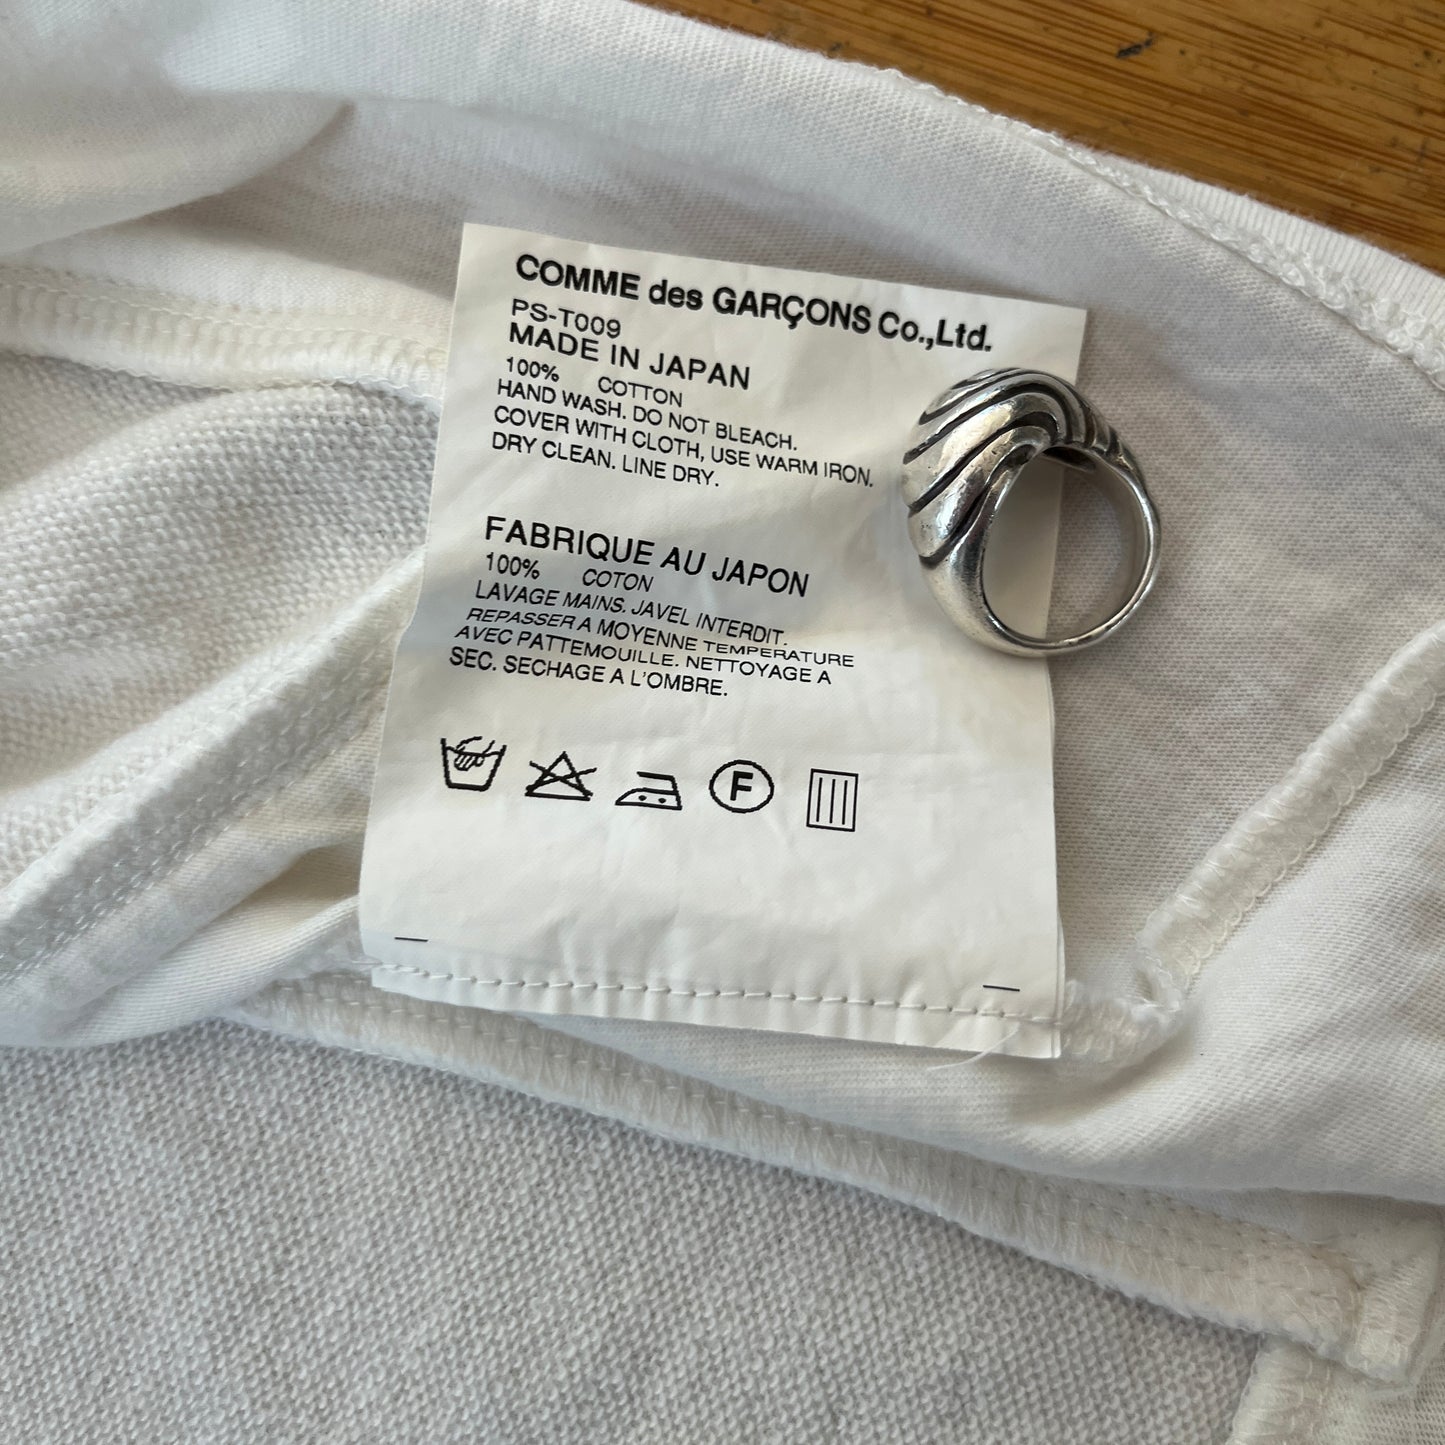 COMME des GARÇONS Co.,Ltd.
PS-T009
MADE IN JAPAN
100% COTTON
HAND WASH. DO NOT BLEACH.
COVER WITH CLOTH, USE WARM IRON.
DRY CLEAN. LINE DRY.
FABRIQUE AU JAPON
100% COTON
LAVAGE MAINS. JAVEL INTERDIT.
REPASSER A MOYENNE TEMPERATURE
AVEC PATTEMOUILLE. NETTOYAGE A
SEC. SECHAGE A L'OMBRE.
F